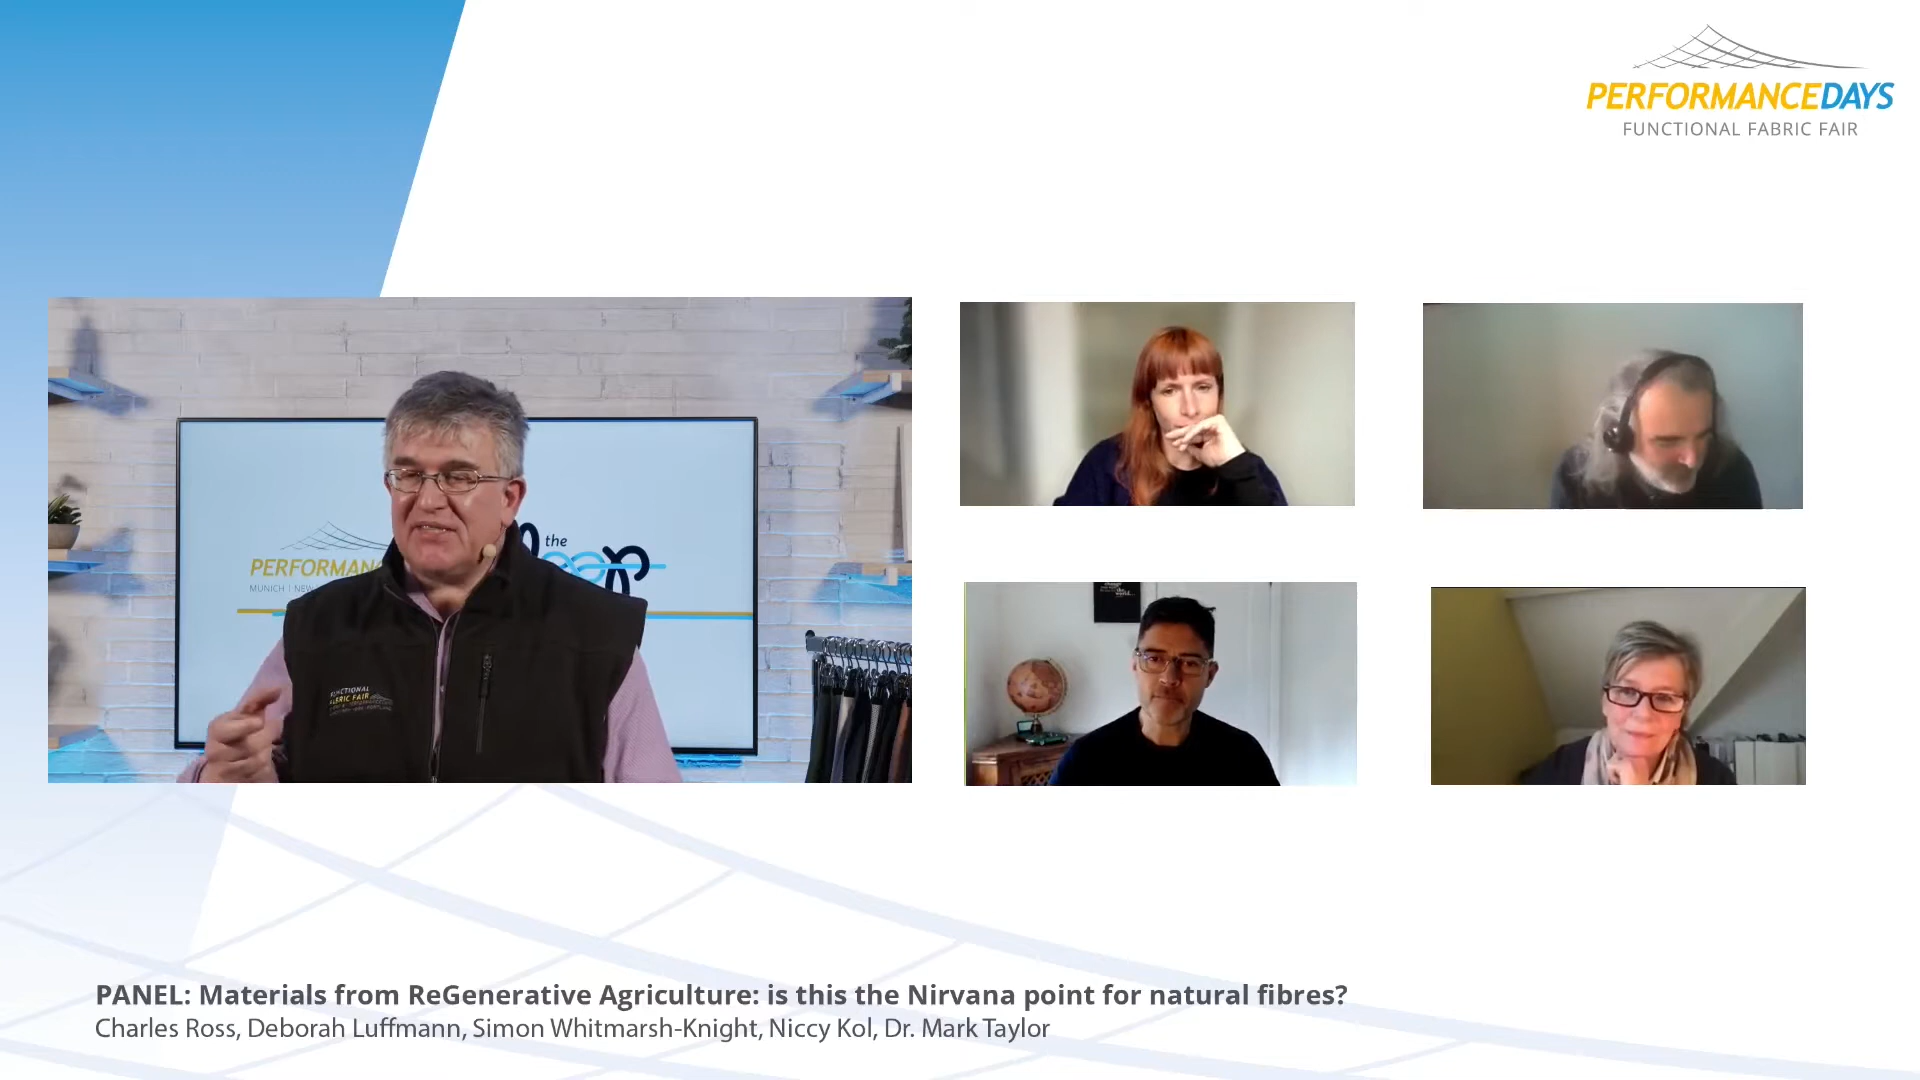 PERFORMANCEDAYS
FUNCTIONAL FABRIC FAIR
the
loop
PERFORMANC
MUNICH | NEW
FUNCTIONAL
FABRIC FAIR
PANEL: Materials from ReGenerative Agriculture: is this the Nirvana point for natural fibres?
Charles Ross, Deborah Luffmann, Simon Whitmarsh-Knight, Niccy Kol, Dr. Mark Taylor